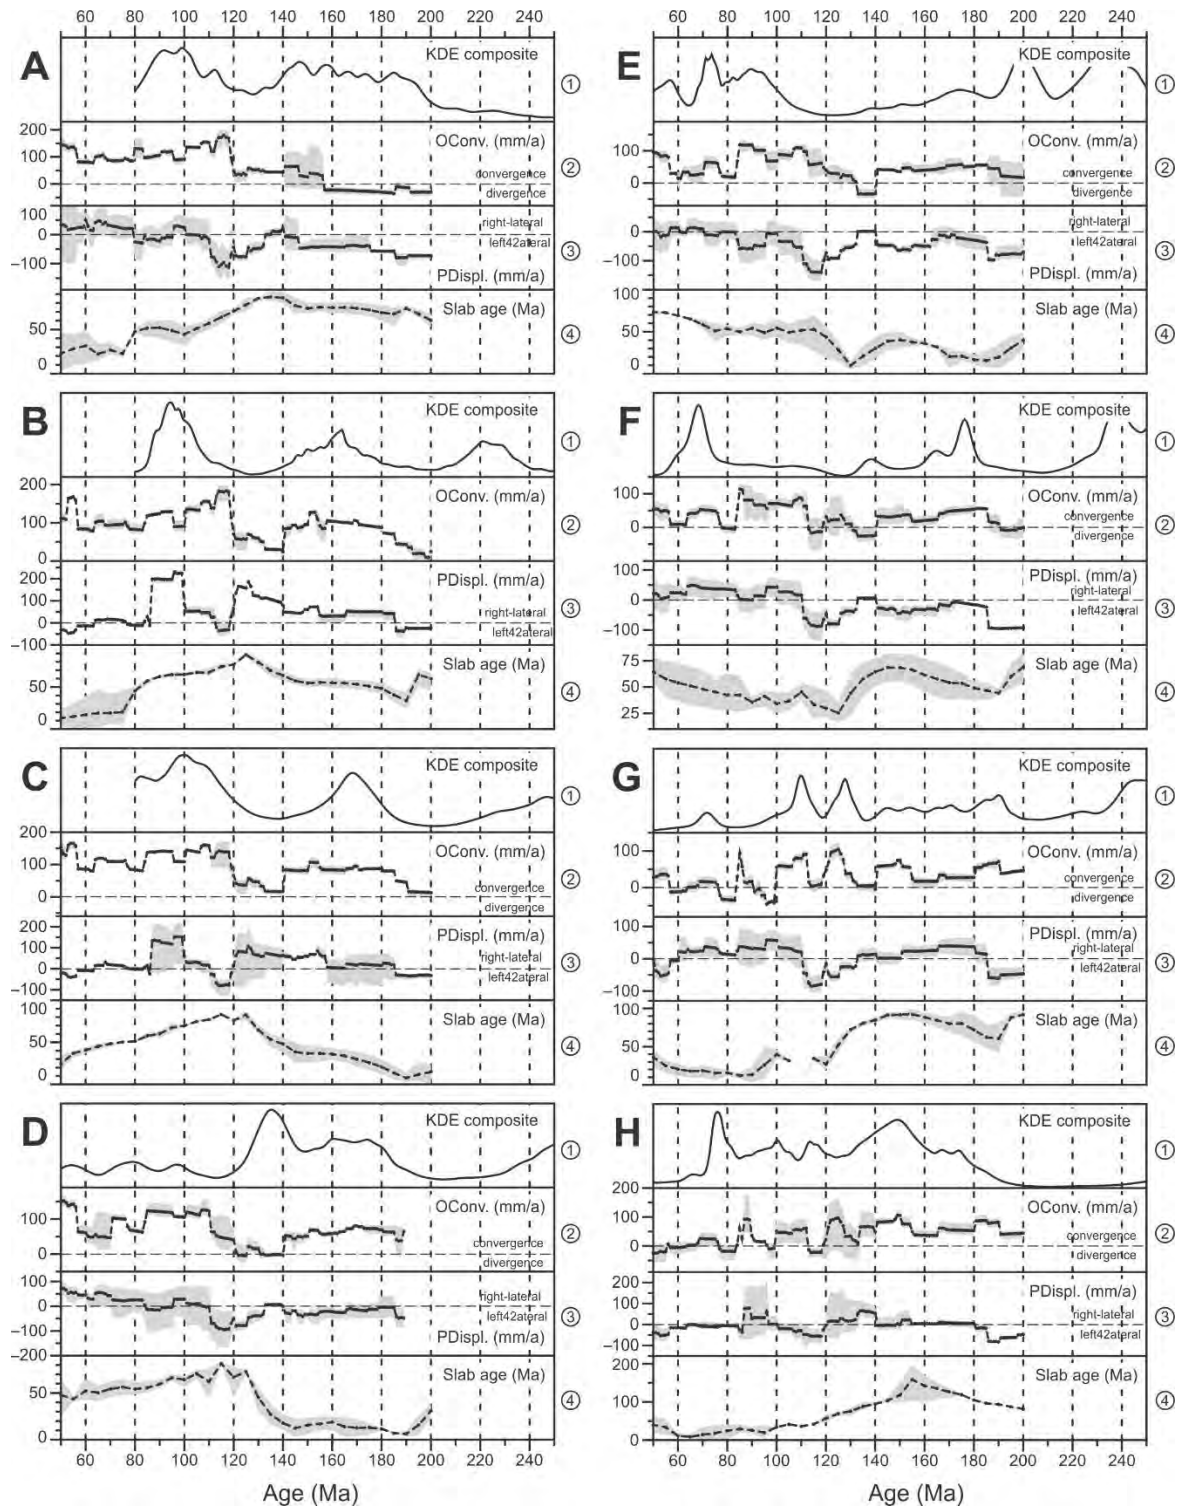 60 80 100 120 140 160 180 200 220 240
A
KDE composite
1
200
100
0
OConv. (mm/a)
convergence
divergence
2
100
0
–100
right-lateral
left42ateral
PDispl. (mm/a)
3
50
0
Slab age (Ma)
4
B
KDE composite
1
200
100
0
OConv. (mm/a)
2
200
100
0
–100
PDispl. (mm/a)
right-lateral
left42ateral
3
50
0
Slab age (Ma)
4
C
KDE composite
1
200
100
0
OConv. (mm/a)
convergence
divergence
2
200
100
0
–100
PDispl. (mm/a)
right-lateral
left42ateral
3
100
50
0
Slab age (Ma)
4
D
KDE composite
1
100
0
OConv. (mm/a)
convergence
divergence
2
100
0
–100
–200
right-lateral
left42ateral
PDispl. (mm/a)
3
50
0
Slab age (Ma)
4
60 80 100 120 140 160 180 200 220 240
Age (Ma)
60 80 100 120 140 160 180 200 220 240
E
KDE composite
1
100
0
OConv. (mm/a)
convergence
divergence
2
0
–100
right-lateral
left42ateral
PDispl. (mm/a)
3
100
50
0
Slab age (Ma)
4
F
KDE composite
1
100
0
OConv. (mm/a)
convergence
divergence
2
100
0
–100
PDispl. (mm/a)
right-lateral
left42ateral
3
75
50
25
Slab age (Ma)
4
G
KDE composite
1
100
0
OConv. (mm/a)
convergence
divergence
2
100
0
–100
PDispl. (mm/a)
right-lateral
left42ateral
3
100
50
0
Slab age (Ma)
4
H
KDE composite
1
200
100
0
OConv. (mm/a)
convergence
divergence
2
200
100
0
–100
PDispl. (mm/a)
right-lateral
left42ateral
3
200
100
0
Slab age (Ma)
4
60 80 100 120 140 160 180 200 220 240
Age (Ma)